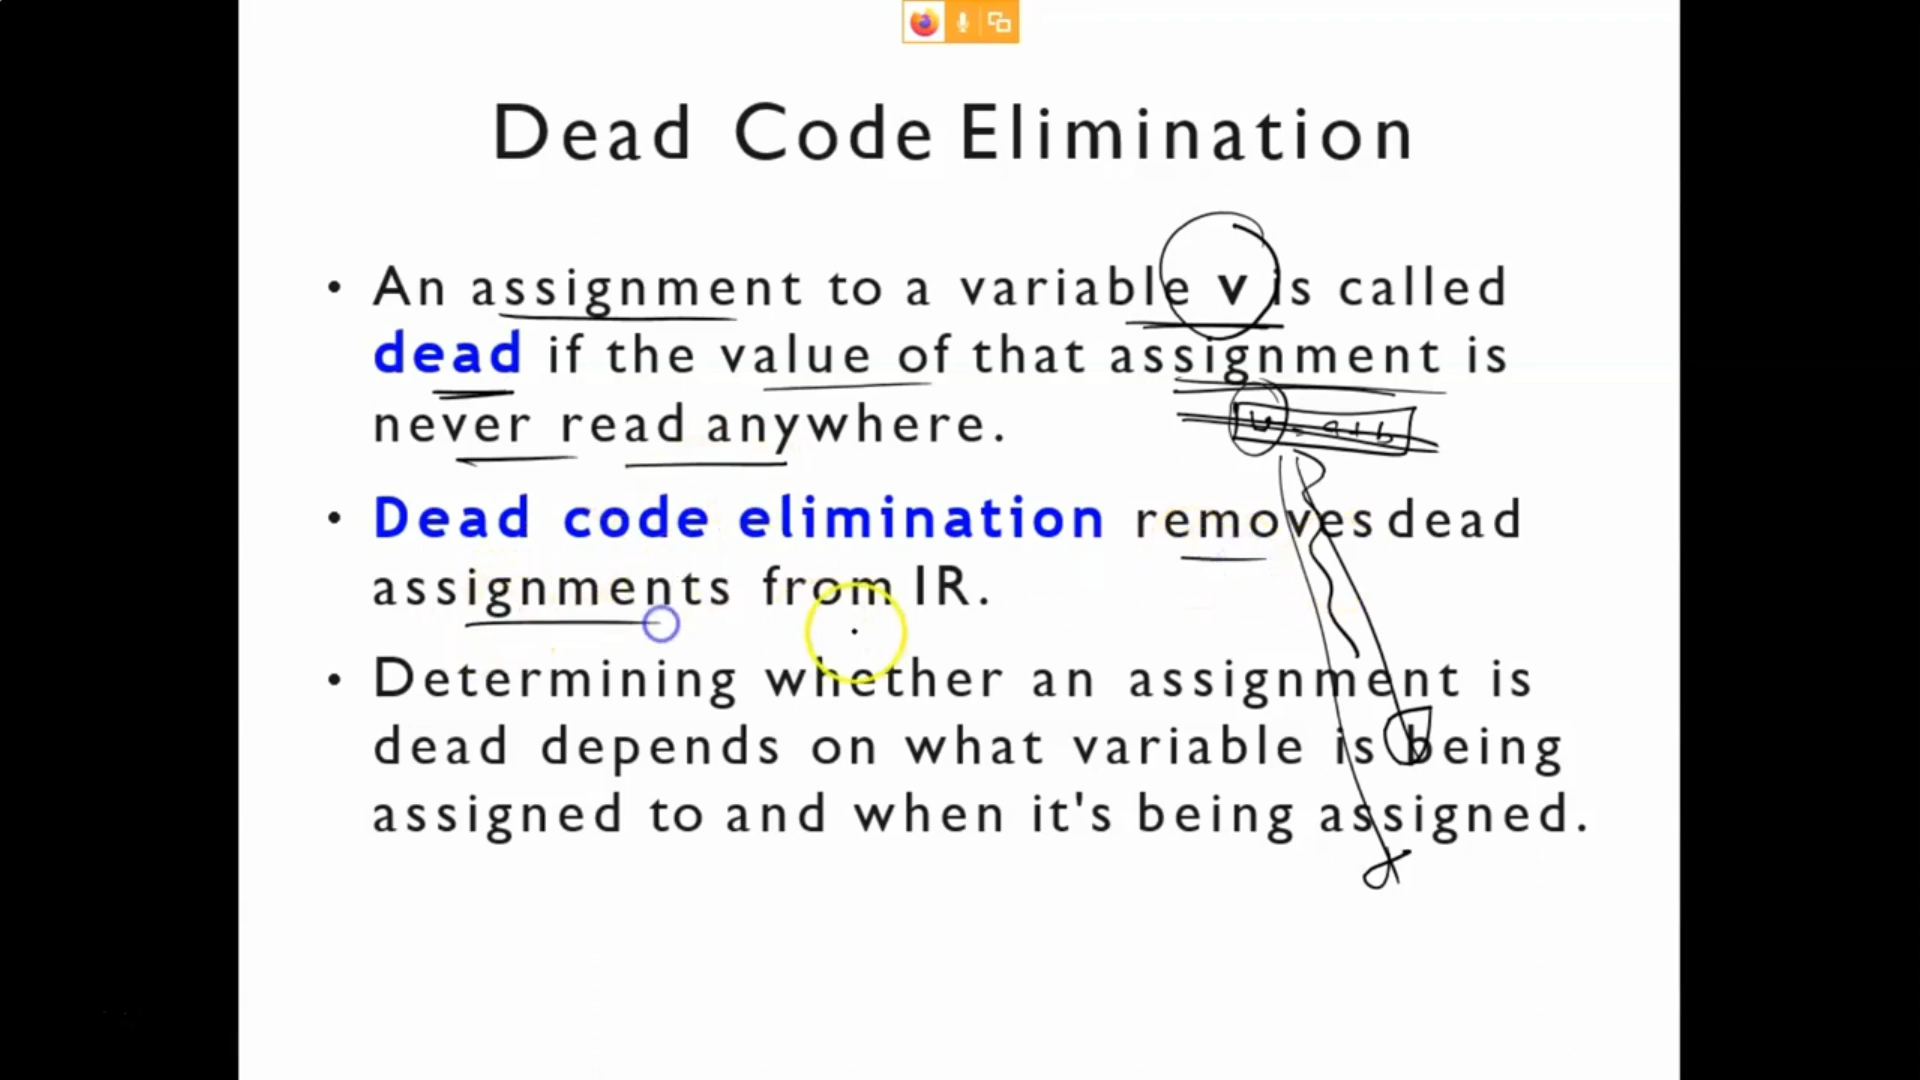 Dead Code Elimination
• An assignment to a variable v is called
dead if the value of that assignment is
never read anywhere.
= a+b
• Dead code elimination removes dead
assignments from IR.
• Determining whether an assignment is
dead depends on what variable is being
assigned to and when it's being assigned.